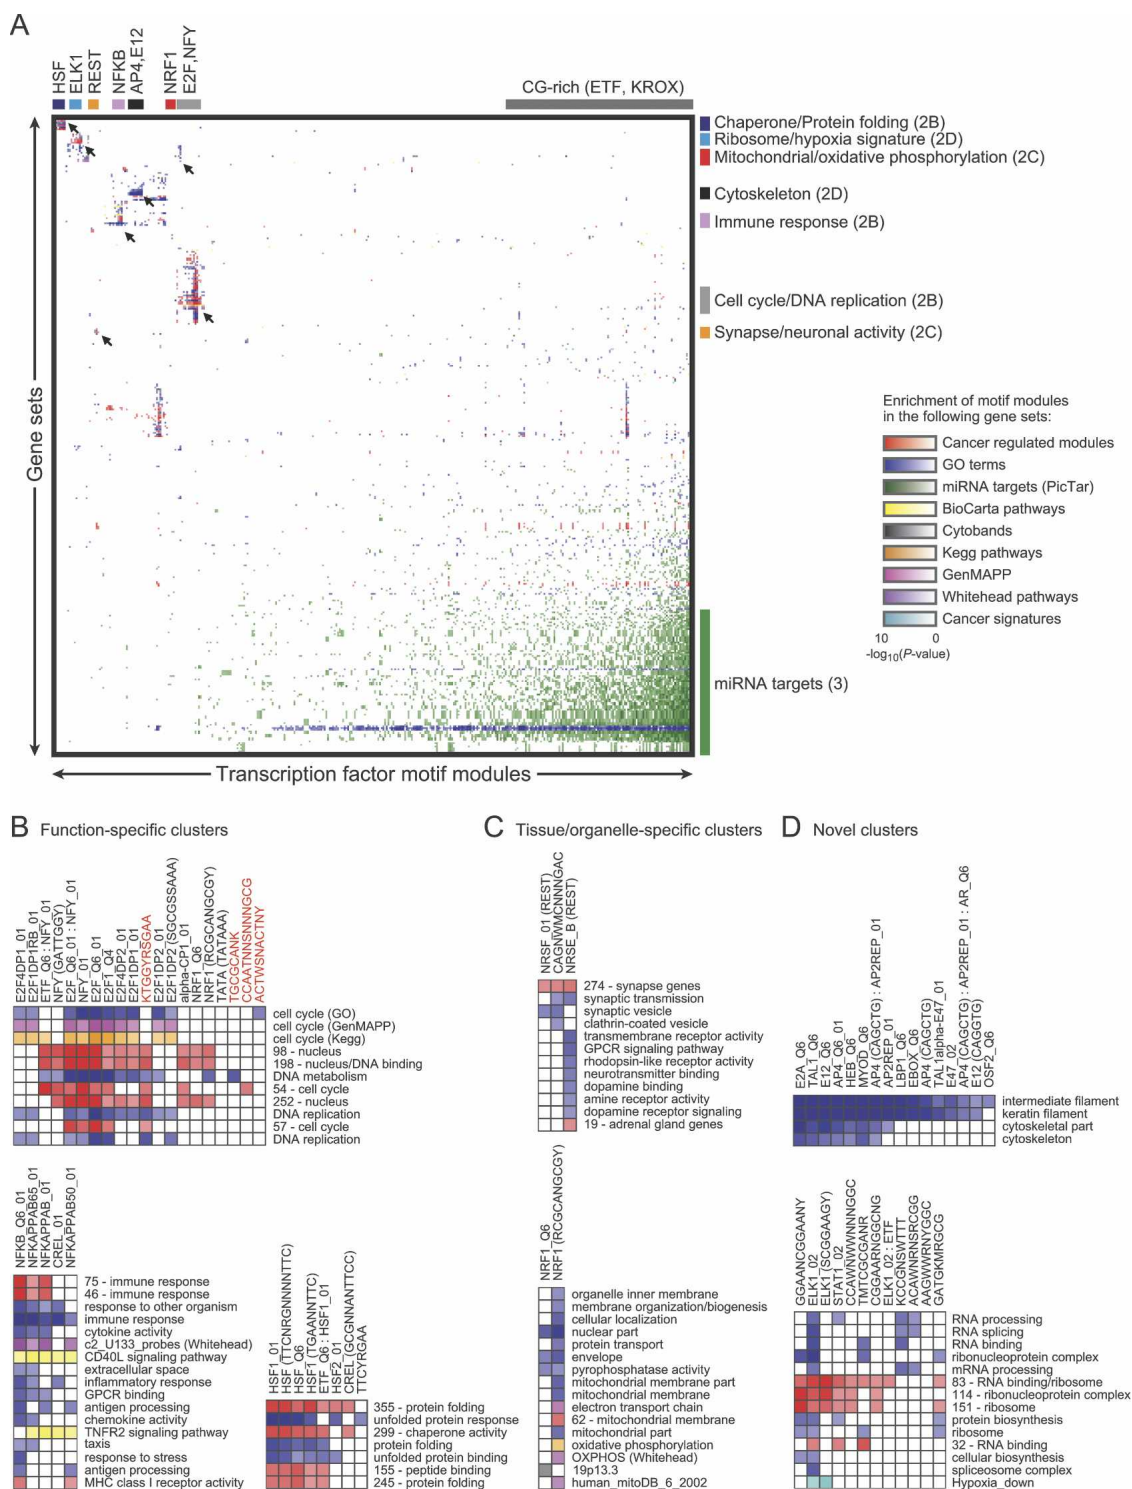 A
HSF
ELK1
REST
NFKB
AP4,E12
NRF1
E2F,NFY
CG-rich (ETF, KROX)
Chaperone/Protein folding (2B)
Ribosome/hypoxia signature (2D)
Mitochondrial/oxidative phosphorylation (2C)
Cytoskeleton (2D)
Immune response (2B)
Cell cycle/DNA replication (2B)
Synapse/neuronal activity (2C)
Gene sets
Enrichment of motif modules
in the following gene sets:
Cancer regulated modules
GO terms
miRNA targets (PicTar)
BioCarta pathways
Cytobands
Kegg pathways
GenMAPP
Whitehead pathways
Cancer signatures
10 0
-log10(P-value)
miRNA targets (3)
Transcription factor motif modules
B Function-specific clusters
E2F4DP1_01
E2F1DP1RB_01
ETF_Q6 : NFY_01
NFY (GATTGGY)
E2F_Q6_01 : NFY_01
NFY_01
E2F_Q6_01
E2F1_Q4
E2F4DP2_01
E2F1DP1_01
KTGGYRSGAA
E2F1DP2_01
E2F1DP2 (SGCGSSAAA)
alpha-CP1_01
NRF1_Q6
NRF1 (RCGCANGCGY)
TATA (TATAAA)
TGCGCANK
CCAATNNSNNNGCG
ACTWSNACTNY
cell cycle (GO)
cell cycle (GenMAPP)
cell cycle (Kegg)
98 - nucleus
198 - nucleus/DNA binding
DNA metabolism
54 - cell cycle
252 - nucleus
DNA replication
57 - cell cycle
DNA replication
NFKB_Q6_01
NFKAPPAB65_01
NFKAPPAB_01
CREL_01
NFKAPPAB50_01
75 - immune response
46 - immune response
response to other organism
immune response
cytokine activity
c2_U133_probes (Whitehead)
CD40L signaling pathway
extracellular space
inflammatory response
GPCR binding
antigen processing
chemokine activity
TNFR2 signaling pathway
taxis
response to stress
antigen processing
MHC class I receptor activity
HSF1_01
HSF (TTCNRGNNNNTTC)
HSF_Q6
HSF1 (TGAANNTTC)
ETF_Q6 : HSF1_01
HSF2_01
CREL (GCGNNANTTCC)
TTCYRGAA
355 - protein folding
unfolded protein response
299 - chaperone activity
protein folding
unfolded protein binding
155 - peptide binding
245 - protein folding
C Tissue/organelle-specific clusters
NRSF_01 (REST)
CAGNWMCNNNGAC
NRSE_B (REST)
274 - synapse genes
synaptic transmission
synaptic vesicle
clathrin-coated vesicle
transmembrane receptor activity
GPCR signaling pathway
rhodopsin-like receptor activity
neurotransmitter binding
dopamine binding
amine receptor activity
dopamine receptor signaling
19 - adrenal gland genes
NRF1_Q6
NRF1 (RCGCANGCGY)
organelle inner membrane
membrane organization/biogenesis
cellular localization
nuclear part
protein transport
envelope
pyrophosphatase activity
mitochondrial membrane part
mitochondrial membrane
electron transport chain
62 - mitochondrial membrane
mitochondrial part
oxidative phosphorylation
OXPHOS (Whitehead)
19p13.3
human_mitoDB_6_2002
D Novel clusters
E2A_Q6
TAL1_Q6
E12_Q6
AP4_Q6_01
HEB_Q6
MYOD_Q6
AP4 (CAGCTG) : AP2REP_01
AP2REP_01
LBP1_Q6
EBOX_Q6
AP4 (CAGCTG)
TAL1alpha-E47_01
E47_02
AP4 (CAGCTG) : AP2REP_01 : AR_Q6
E12 (CAGGTG)
OSF2_Q6
intermediate filament
keratin filament
cytoskeletal part
cytoskeleton
GGAANCGGAANY
ELK1_02
ELK1 (SCGGAAGY)
STAT1_02
CCAWNWWNNNGGC
TMTCGCGANR
CGGAARNGGCNG
ELK1_02 : ETF
KCCGNSWTTT
ACAWNRNSRCGG
AAGWWRNYGGC
GATGKMRGCG
RNA processing
RNA splicing
RNA binding
ribonucleoprotein complex
mRNA processing
83 - RNA binding/ribosome
114 - ribonucleoprotein complex
151 - ribosome
protein biosynthesis
ribosome
32 - RNA binding
cellular biosynthesis
spliceosome complex
Hypoxia_down